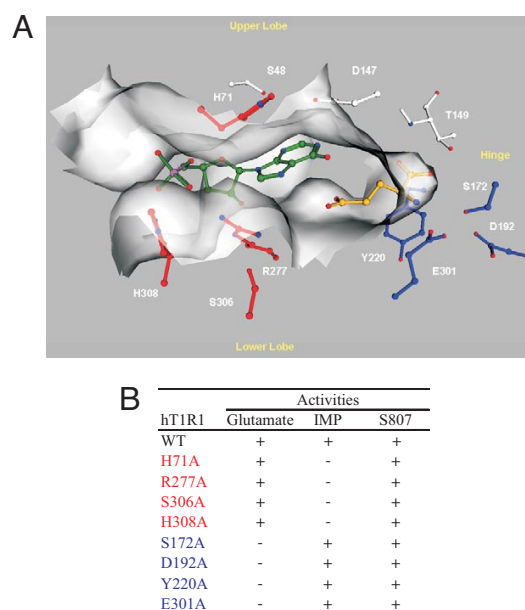 A
Upper Lobe
S48
D147
H71
T149
Hinge
S172
D192
Y220
E301
R277
H308
S306
Lower Lobe
B
Activities
hT1R1 Glutamate IMP S807
WT + + +
H71A + - +
R277A + - +
S306A + - +
H308A + - +
S172A - + +
D192A - + +
Y220A - + +
E301A - + +